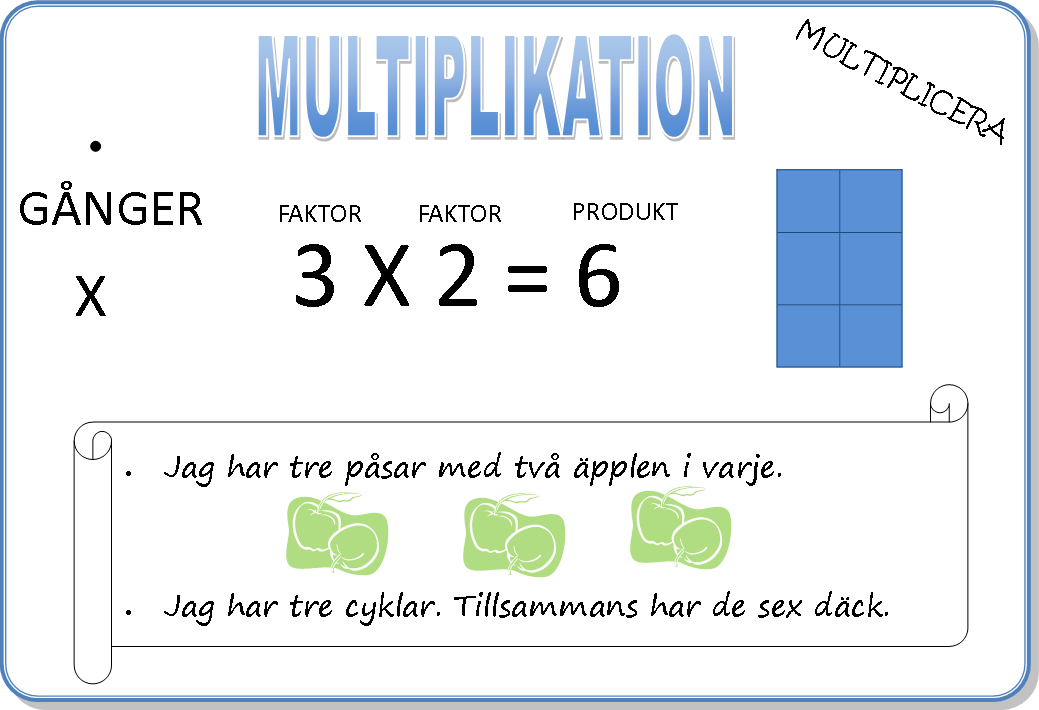 MULTIPLIKATION
MULTIPLICERA
•
GÅNGER
X
FAKTOR FAKTOR PRODUKT
3 X 2 = 6
• Jag har tre påsar med två äpplen i varje.
• Jag har tre cyklar. Tillsammans har de sex däck.